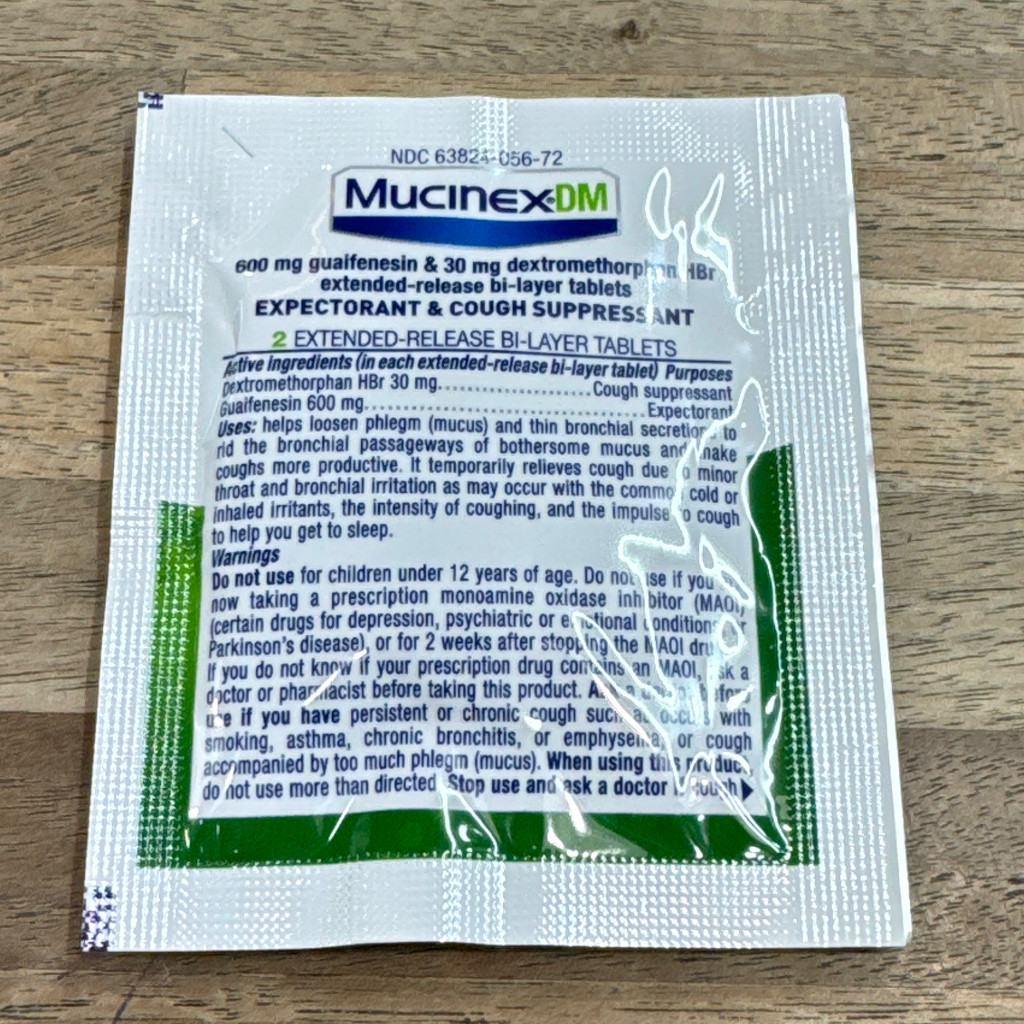 NDC 63824-056-72
MUCINEX·DM
600 mg guaifenesin & 30 mg dextromethorphan HBr
extended-release bi-layer tablets
EXPECTORANT & COUGH SUPPRESSANT
2 EXTENDED-RELEASE BI-LAYER TABLETS
Active ingredients (in each extended-release bi-layer tablet) Purposes
Dextromethorphan HBr 30 mg..............................Cough suppressant
Guaifenesin 600 mg..................................................Expectorant
Uses: helps loosen phlegm (mucus) and thin bronchial secretions to
rid the bronchial passageways of bothersome mucus and make
coughs more productive. It temporarily relieves cough due to minor
throat and bronchial irritation as may occur with the common cold or
inhaled irritants, the intensity of coughing, and the impulse to cough
to help you get to sleep.
Warnings
Do not use for children under 12 years of age. Do not use if you
now taking a prescription monoamine oxidase inhibitor (MAOI)
(certain drugs for depression, psychiatric or emotional conditions, or
Parkinson's disease), or for 2 weeks after stopping the MAOI drug.
If you do not know if your prescription drug contains an MAOI, ask a
doctor or pharmacist before taking this product. Ask a doctor before
use if you have persistent or chronic cough such as occurs with
smoking, asthma, chronic bronchitis, or emphysema, or cough
accompanied by too much phlegm (mucus). When using this product,
do not use more than directed. Stop use and ask a doctor if cough▶